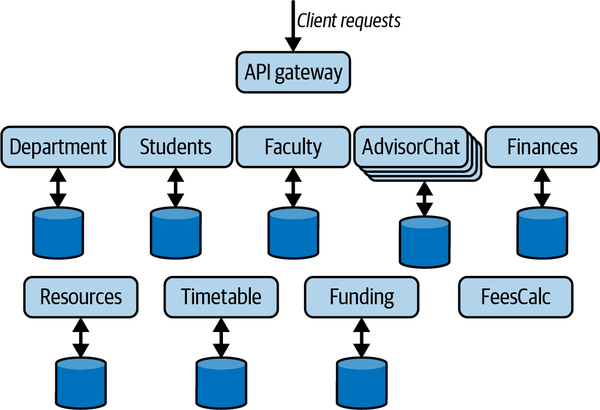 Client requests
API gateway
Department
Students
Faculty
AdvisorChat
Finances
Resources
Timetable
Funding
FeesCalc